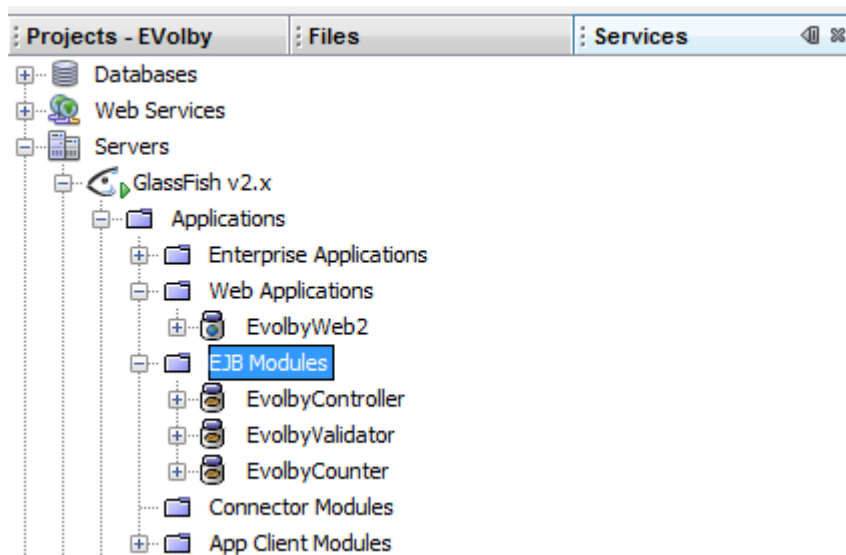 Projects - EVolby Files Services
Databases
Web Services
Servers
GlassFish v2.x
Applications
Enterprise Applications
Web Applications
EvolbyWeb2
EJB Modules
EvolbyController
EvolbyValidator
EvolbyCounter
Connector Modules
App Client Modules